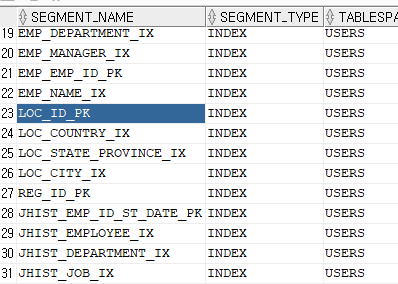 SEGMENT_NAME SEGMENT_TYPE TABLESPA
19 EMP_DEPARTMENT_IX INDEX USERS
20 EMP_MANAGER_IX INDEX USERS
21 EMP_EMP_ID_PK INDEX USERS
22 EMP_NAME_IX INDEX USERS
23 LOC_ID_PK INDEX USERS
24 LOC_COUNTRY_IX INDEX USERS
25 LOC_STATE_PROVINCE_IX INDEX USERS
26 LOC_CITY_IX INDEX USERS
27 REG_ID_PK INDEX USERS
28 JHIST_EMP_ID_ST_DATE_PK INDEX USERS
29 JHIST_EMPLOYEE_IX INDEX USERS
30 JHIST_DEPARTMENT_IX INDEX USERS
31 JHIST_JOB_IX INDEX USERS